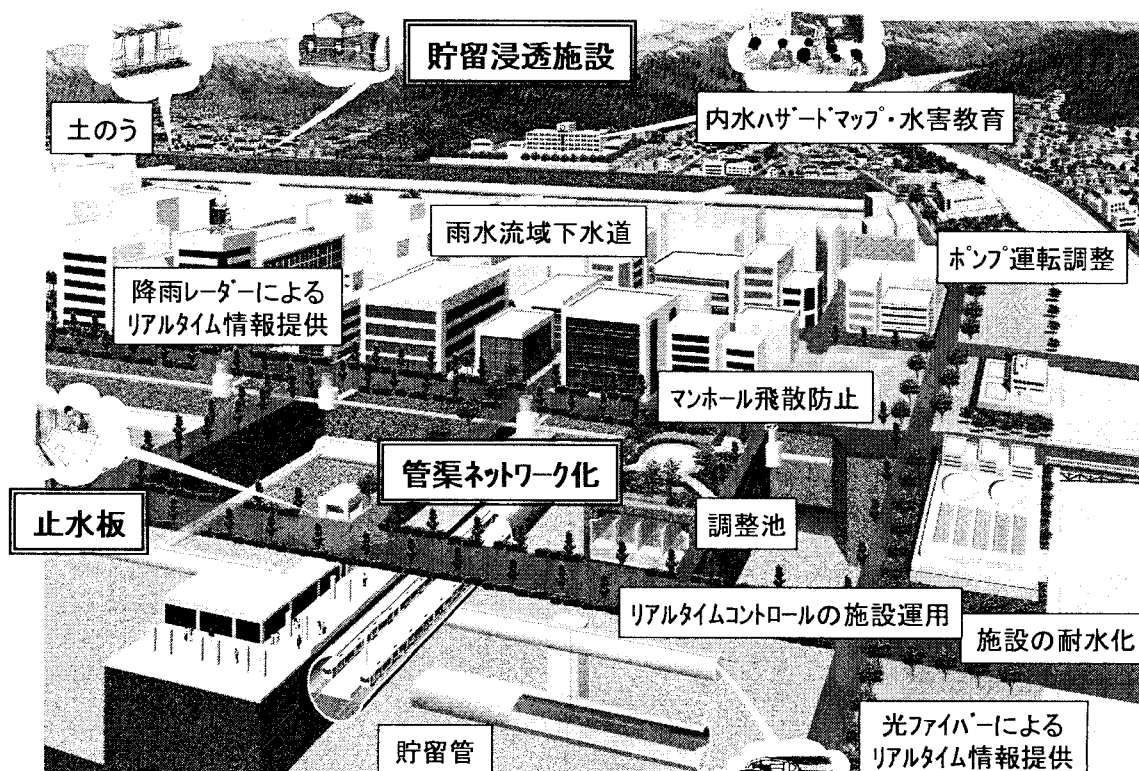 貯留浸透施設
土のう
内水ﾊｻﾞｰﾄﾞﾏｯﾌﾟ・水害教育
雨水流域下水道
ﾎﾟﾝﾌﾟ運転調整
降雨ﾚｰﾀﾞｰによる
ﾘｱﾙﾀｲﾑ情報提供
ﾏﾝﾎｰﾙ飛散防止
管渠ﾈｯﾄﾜｰｸ化
止水板
調整池
ﾘｱﾙﾀｲﾑｺﾝﾄﾛｰﾙの施設運用
施設の耐水化
光ﾌｧｲﾊﾞｰによる
ﾘｱﾙﾀｲﾑ情報提供
貯留管